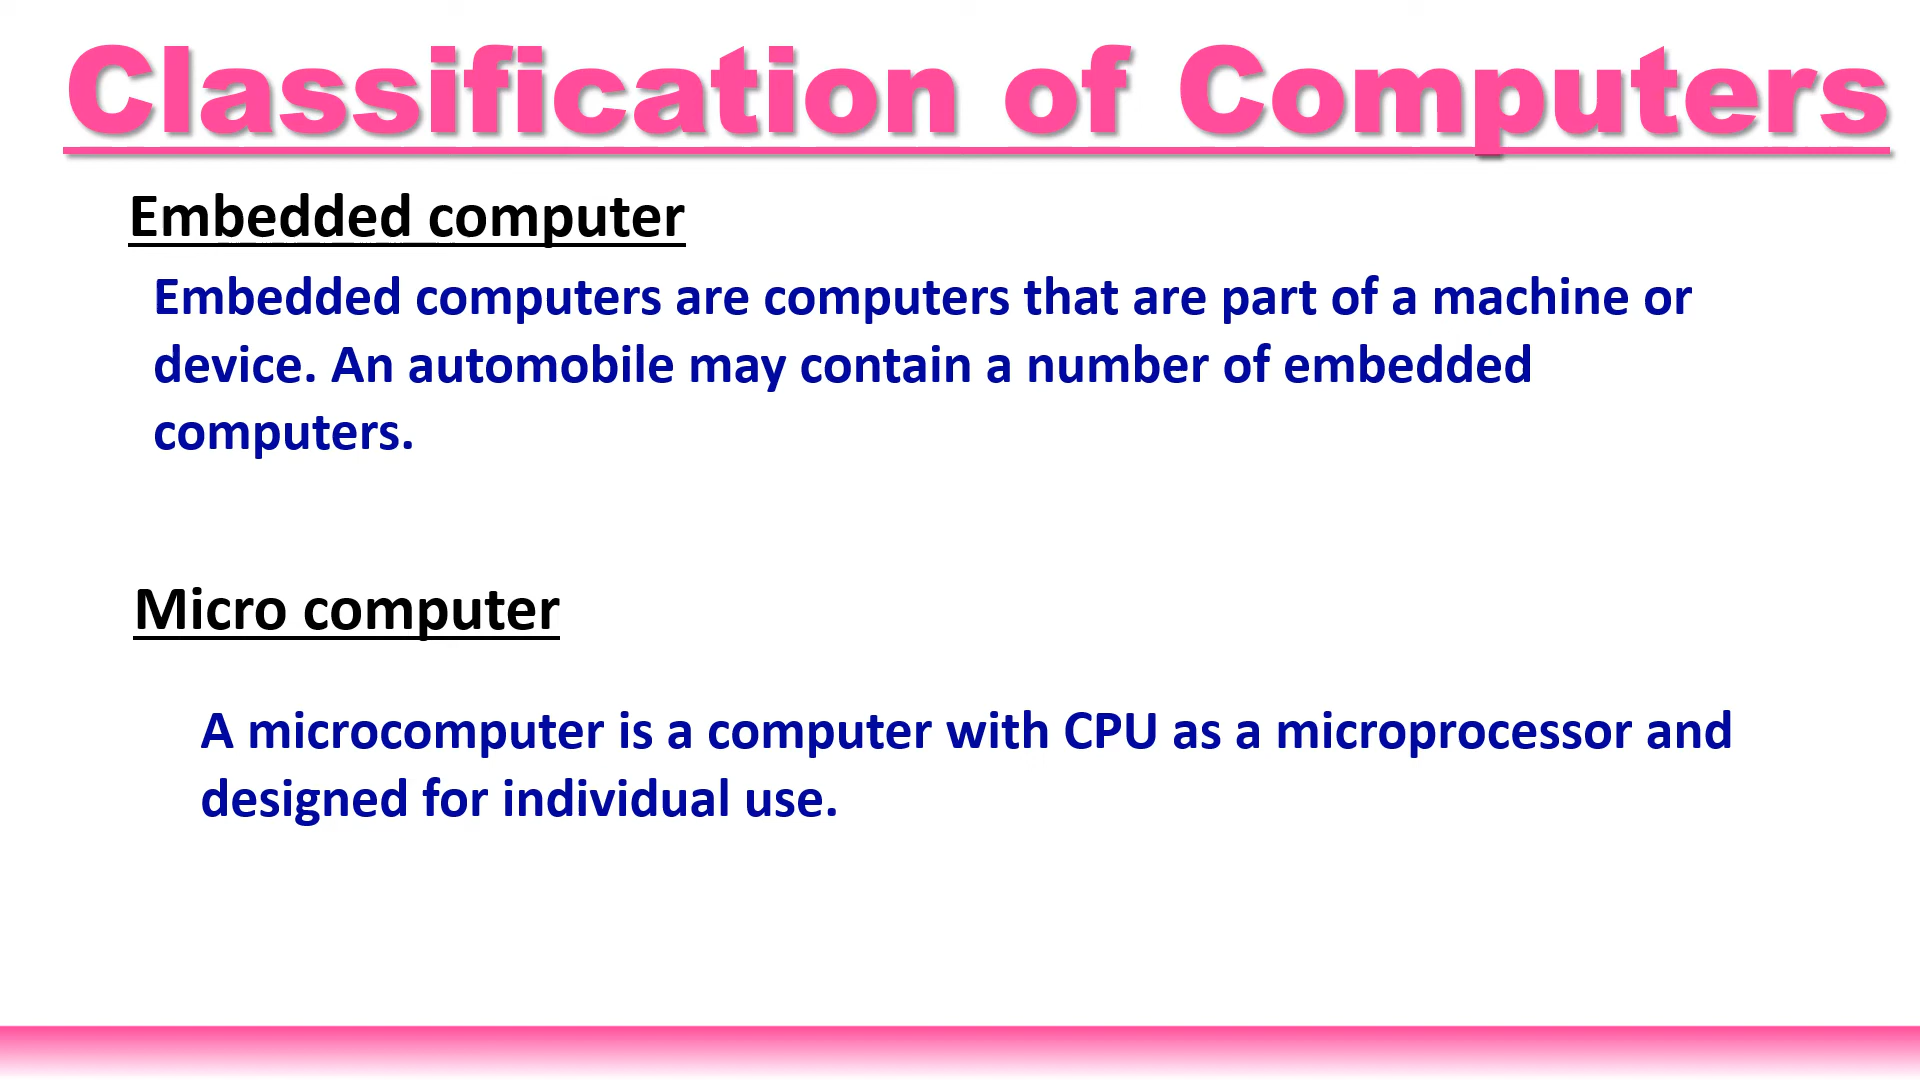 Classification of Computers
Embedded computer
Embedded computers are computers that are part of a machine or
device. An automobile may contain a number of embedded
computers.
Micro computer
A microcomputer is a computer with CPU as a microprocessor and
designed for individual use.